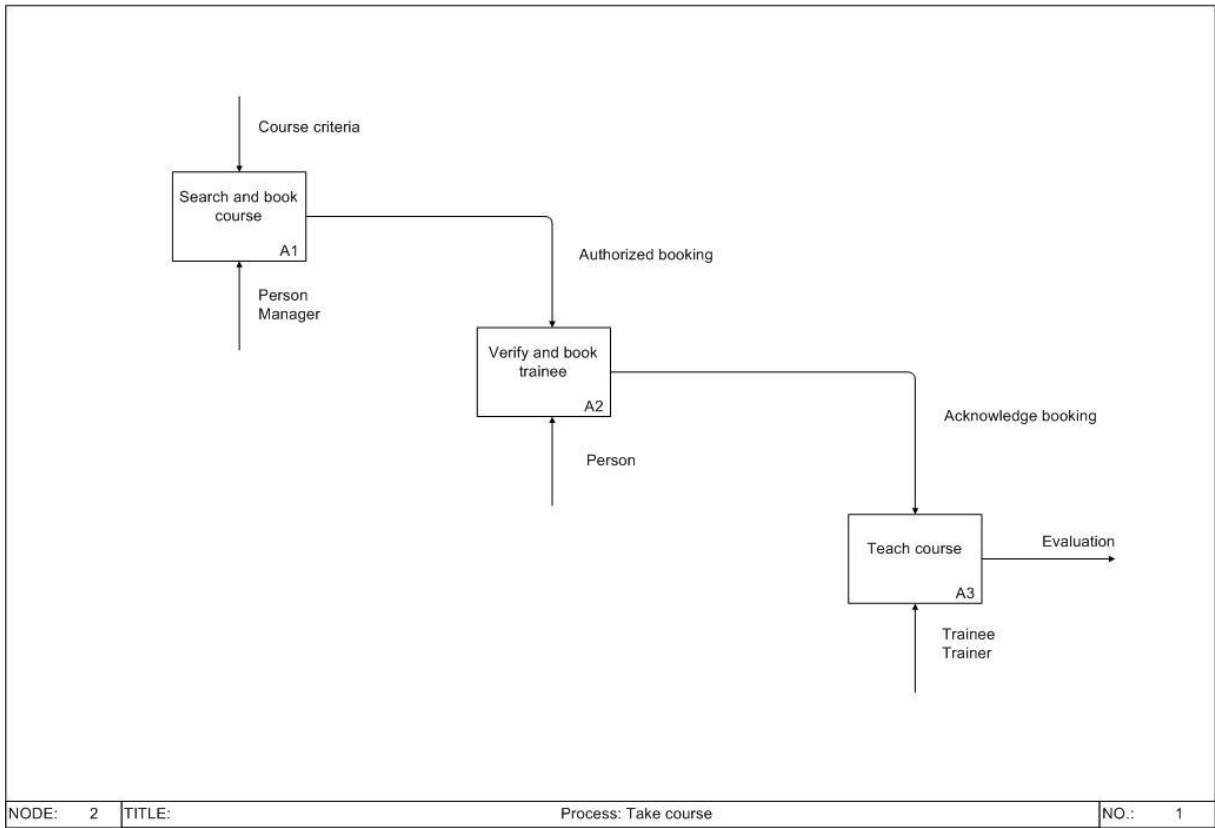 Course criteria
Search and book
course
A1
Person
Manager
Authorized booking
Verify and book
trainee
A2
Person
Acknowledge booking
Teach course
A3
Evaluation
Trainee
Trainer
NODE: 2 TITLE: Process: Take course NO.: 1